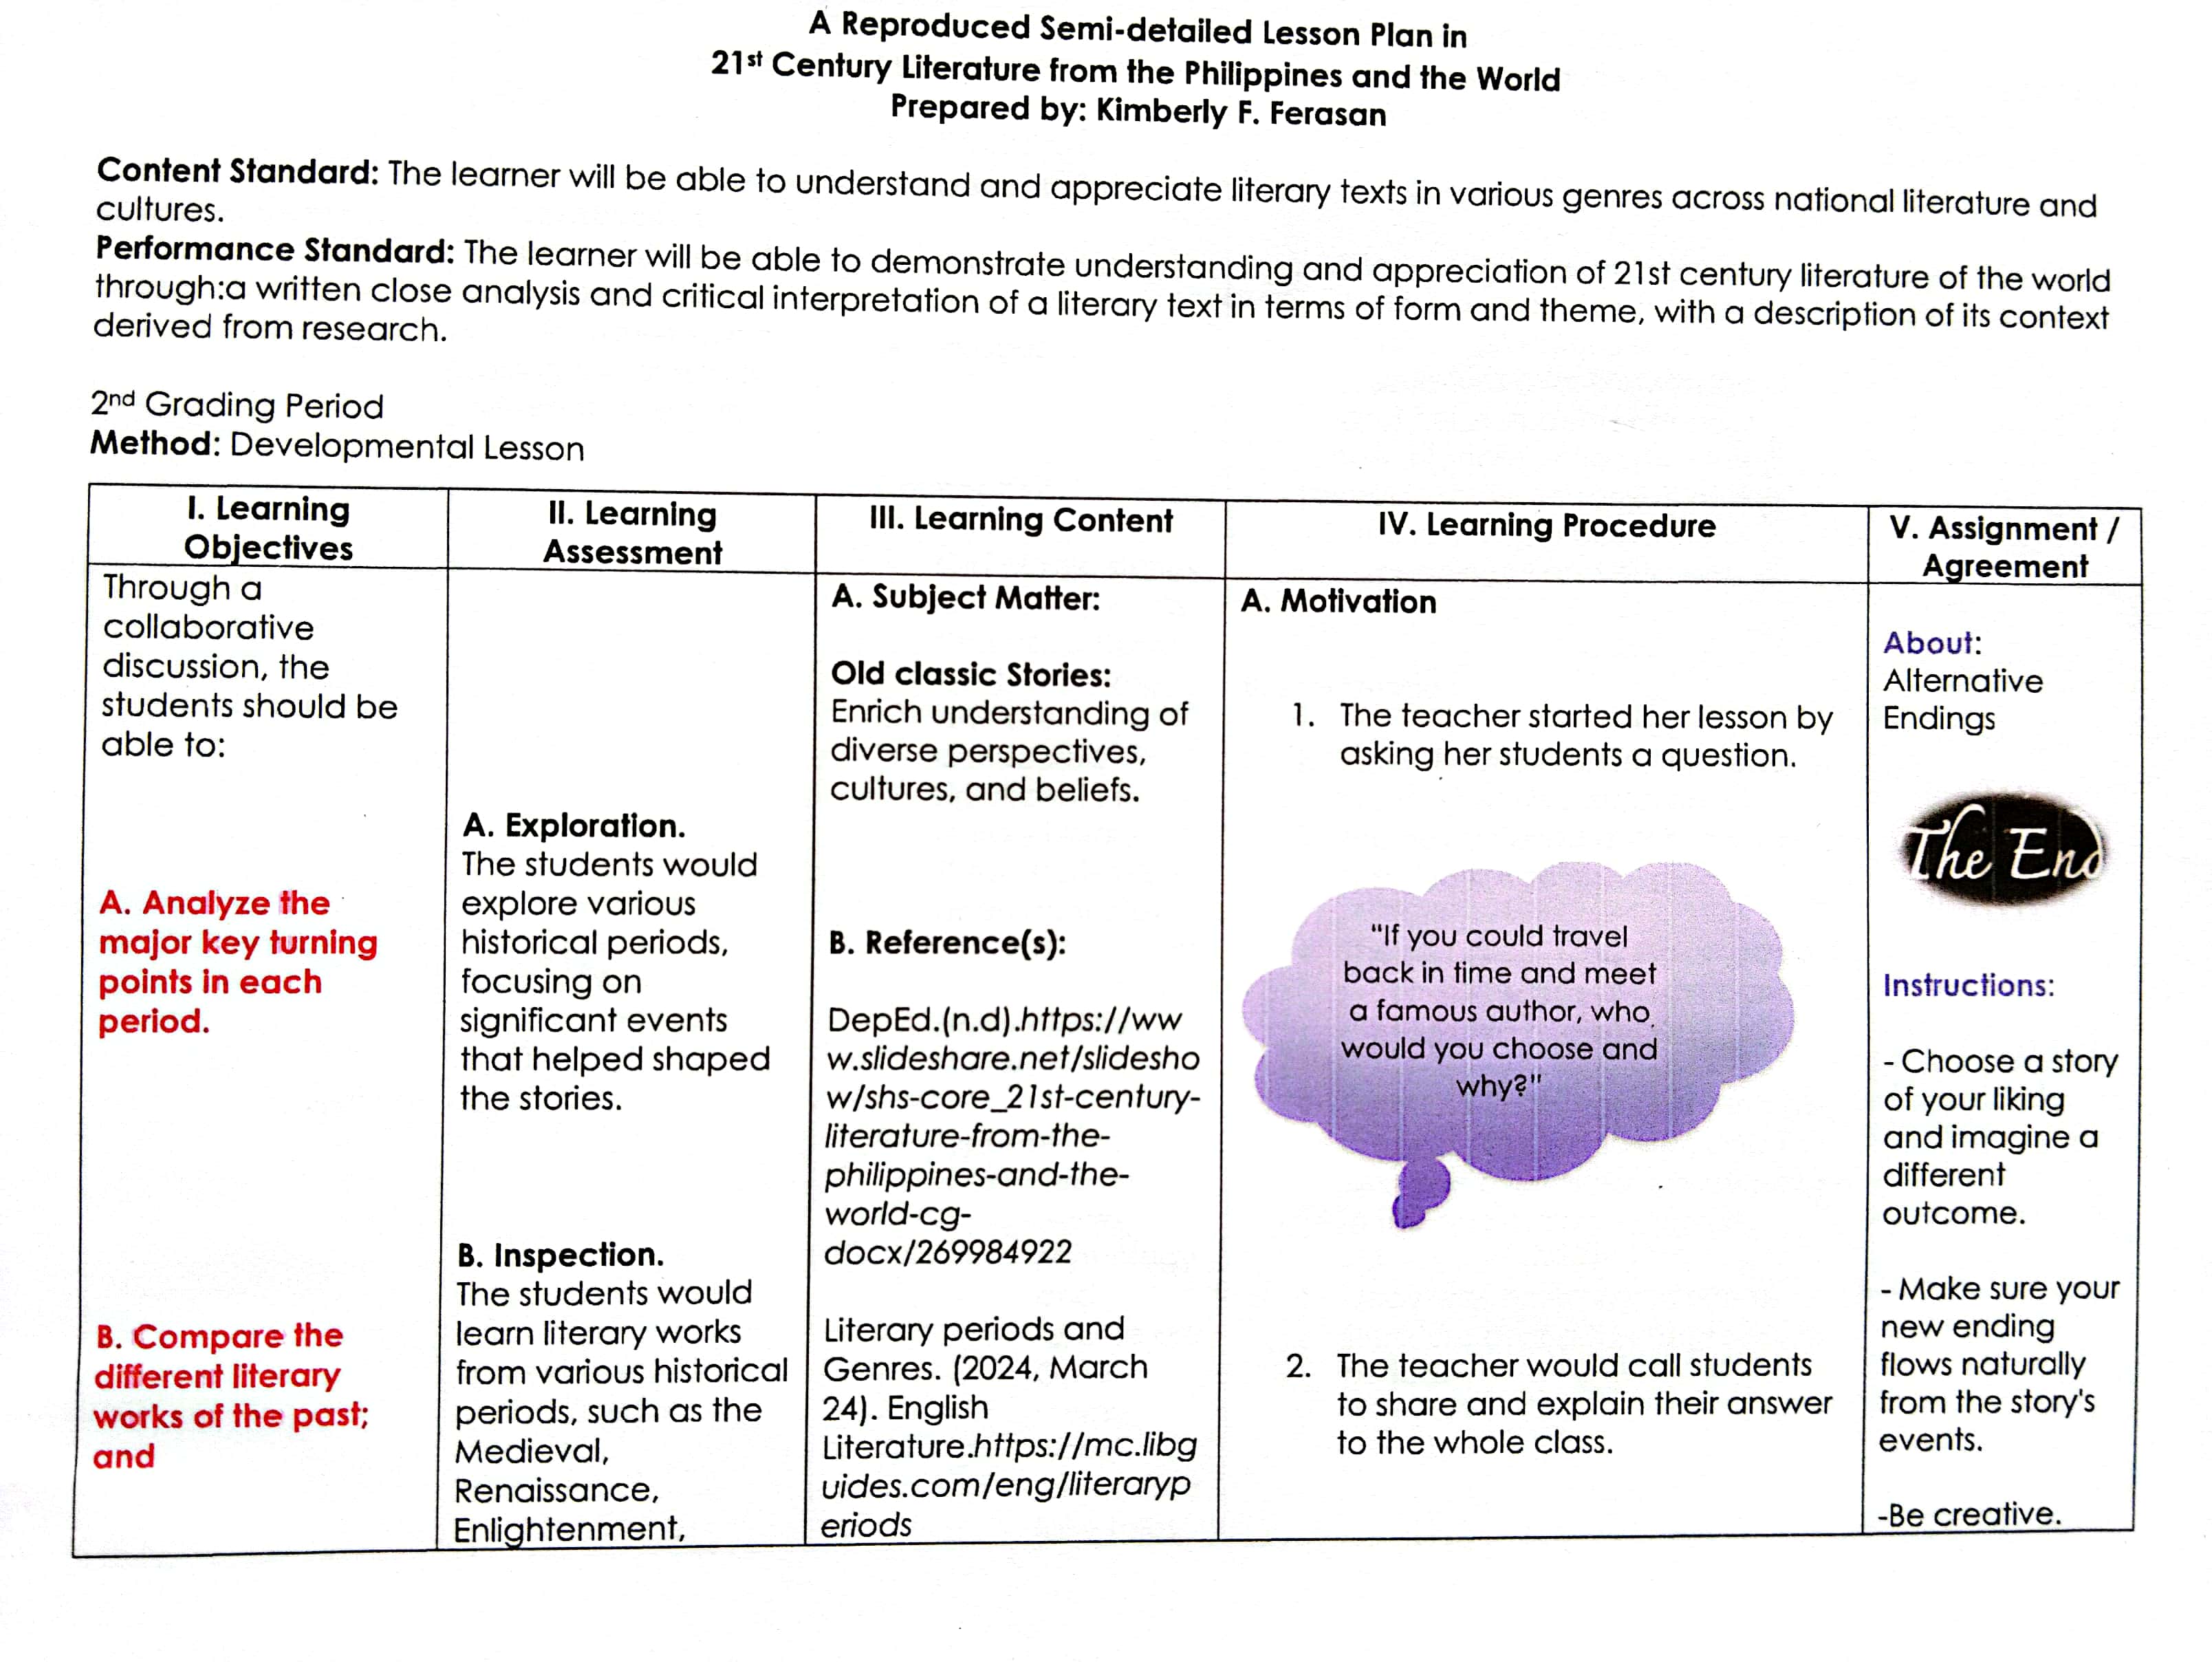 A Reproduced Semi-detailed Lesson Plan in
21st Century Literature from the Philippines and the World
Prepared by: Kimberly F. Ferasan
Content Standard: The learner will be able to understand and appreciate literary texts in various genres across national literature and
cultures.
Performance Standard: The learner will be able to demonstrate understanding and appreciation of 21st century literature of the world
through:a written close analysis and critical interpretation of a literary text in terms of form and theme, with a description of its context
derived from research.
2nd Grading Period
Method: Developmental Lesson
I. Learning
Objectives
Through a
collaborative
discussion, the
students should be
able to:
A. Analyze the
major key turning
points in each
period.
B. Compare the
different literary
works of the past;
and
II. Learning
Assessment
A. Exploration.
The students would
explore various
historical periods,
focusing on
significant events
that helped shaped
the stories.
B. Inspection.
The students would
learn literary works
from various historical
periods, such as the
Medieval,
Renaissance,
Enlightenment,
III. Learning Content
A. Subject Matter:
Old classic Stories:
Enrich understanding of
diverse perspectives,
cultures, and beliefs.
B. Reference(s):
DepEd.(n.d).https://ww
w.slideshare.net/slidesho
w/shs-core_21st-century-
literature-from-the-
philippines-and-the-
world-cg-
docx/269984922
Literary periods and
Genres. (2024, March
24). English
Literature.https://mc.libg
uides.com/eng/literaryp
eriods
IV. Learning Procedure
A. Motivation
1. The teacher started her lesson by
asking her students a question.
"If you could travel
back in time and meet
a famous author, who
would you choose and
why?"
2. The teacher would call students
to share and explain their answer
to the whole class.
V. Assignment /
Agreement
About:
Alternative
Endings
The End
Instructions:
- Choose a story
of your liking
and imagine a
different
outcome.
- Make sure your
new ending
flows naturally
from the story's
events.
-Be creative.